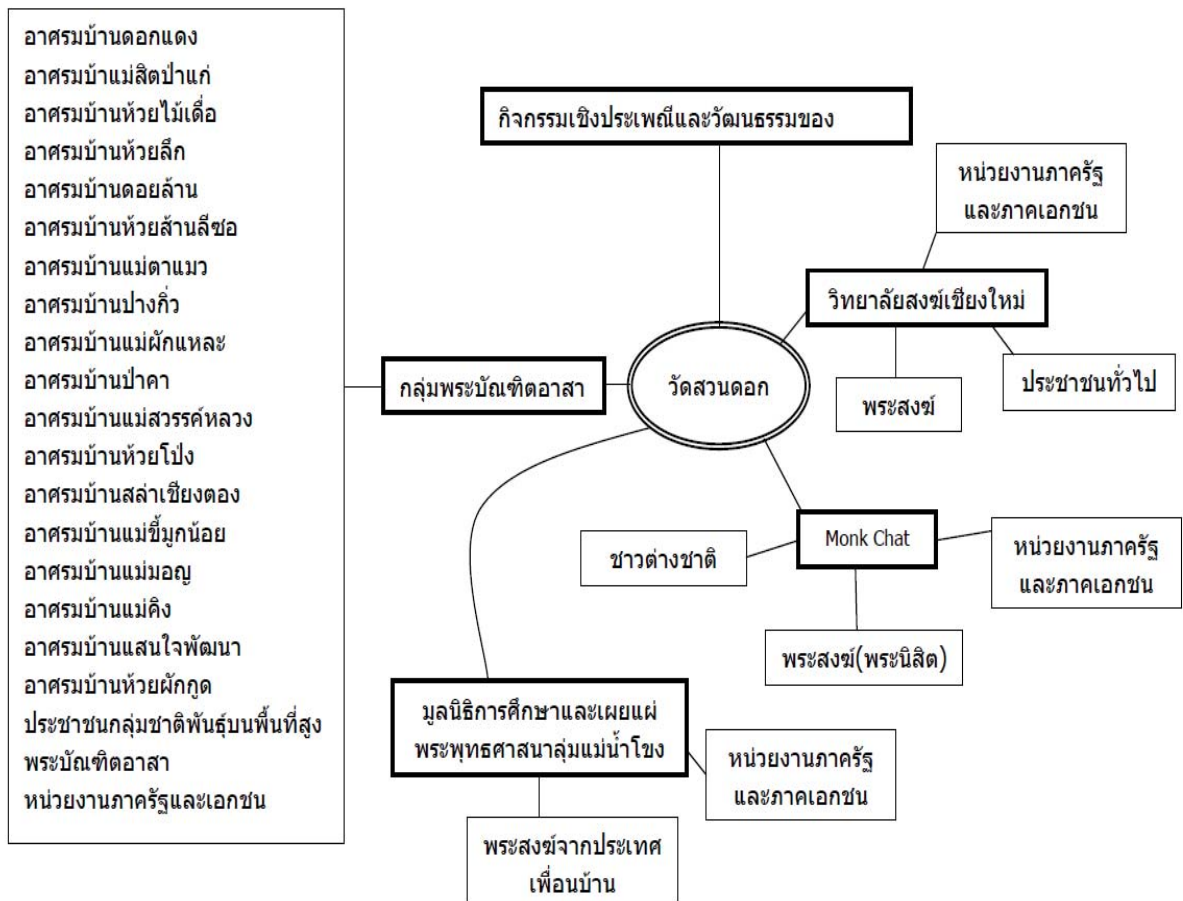 อาศรมบ้านดอกแดง
อาศรมบ้าแม่สิตป่าแก่
อาศรมบ้านห้วยไม้เดื่อ
อาศรมบ้านห้วยลึก
อาศรมบ้านดอยล้าน
อาศรมบ้านห้วยส้านลีซอ
อาศรมบ้านแม่ตาแมว
อาศรมบ้านปางกิ่ว
อาศรมบ้านแม่ผักแหละ
อาศรมบ้านป่าคา
อาศรมบ้านแม่สวรรค์หลวง
อาศรมบ้านห้วยโป่ง
อาศรมบ้านสล่าเชียงตอง
อาศรมบ้านแม่ขี้มูกน้อย
อาศรมบ้านแม่มอญ
อาศรมบ้านแม่คิง
อาศรมบ้านแสนใจพัฒนา
อาศรมบ้านห้วยผักกูด
ประชาชนกลุ่มชาติพันธุ์บนพื้นที่สูง
พระบัณฑิตอาสา
หน่วยงานภาครัฐและเอกชน
กิจกรรมเชิงประเพณีและวัฒนธรรมของ
หน่วยงานภาครัฐ
และภาคเอกชน
วิทยาลัยสงฆ์เชียงใหม่
กลุ่มพระบัณฑิตอาสา
วัดสวนดอก
พระสงฆ์
ประชาชนทั่วไป
Monk Chat
ชาวต่างชาติ
หน่วยงานภาครัฐ
และภาคเอกชน
พระสงฆ์(พระนิสิต)
มูลนิธิการศึกษาและเผยแผ่
พระพุทธศาสนาลุ่มแม่น้ำโขง
หน่วยงานภาครัฐ
และภาคเอกชน
พระสงฆ์จากประเทศ
เพื่อนบ้าน